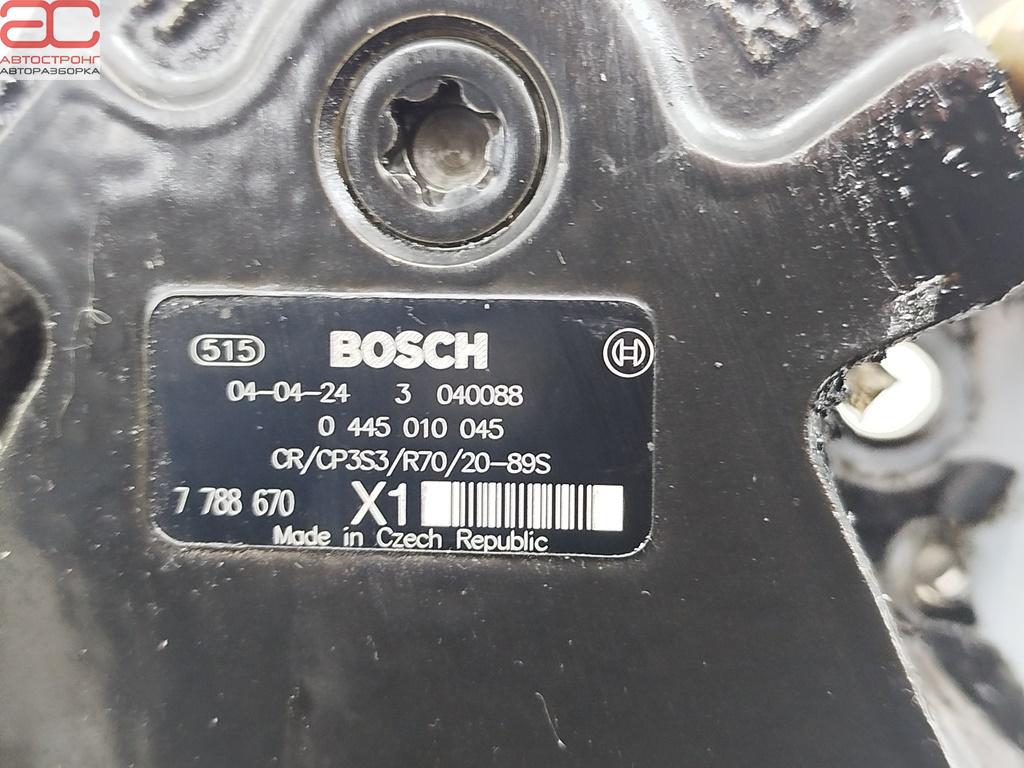 ac
АВТОСТРОНГ
АВТОРАЗБОРКА
515 BOSCH
04-04-24 3 040088
0 445 010 045
CR/CP3S3/R70/20-89S
7 788 670 X1
Made in Czech Republic